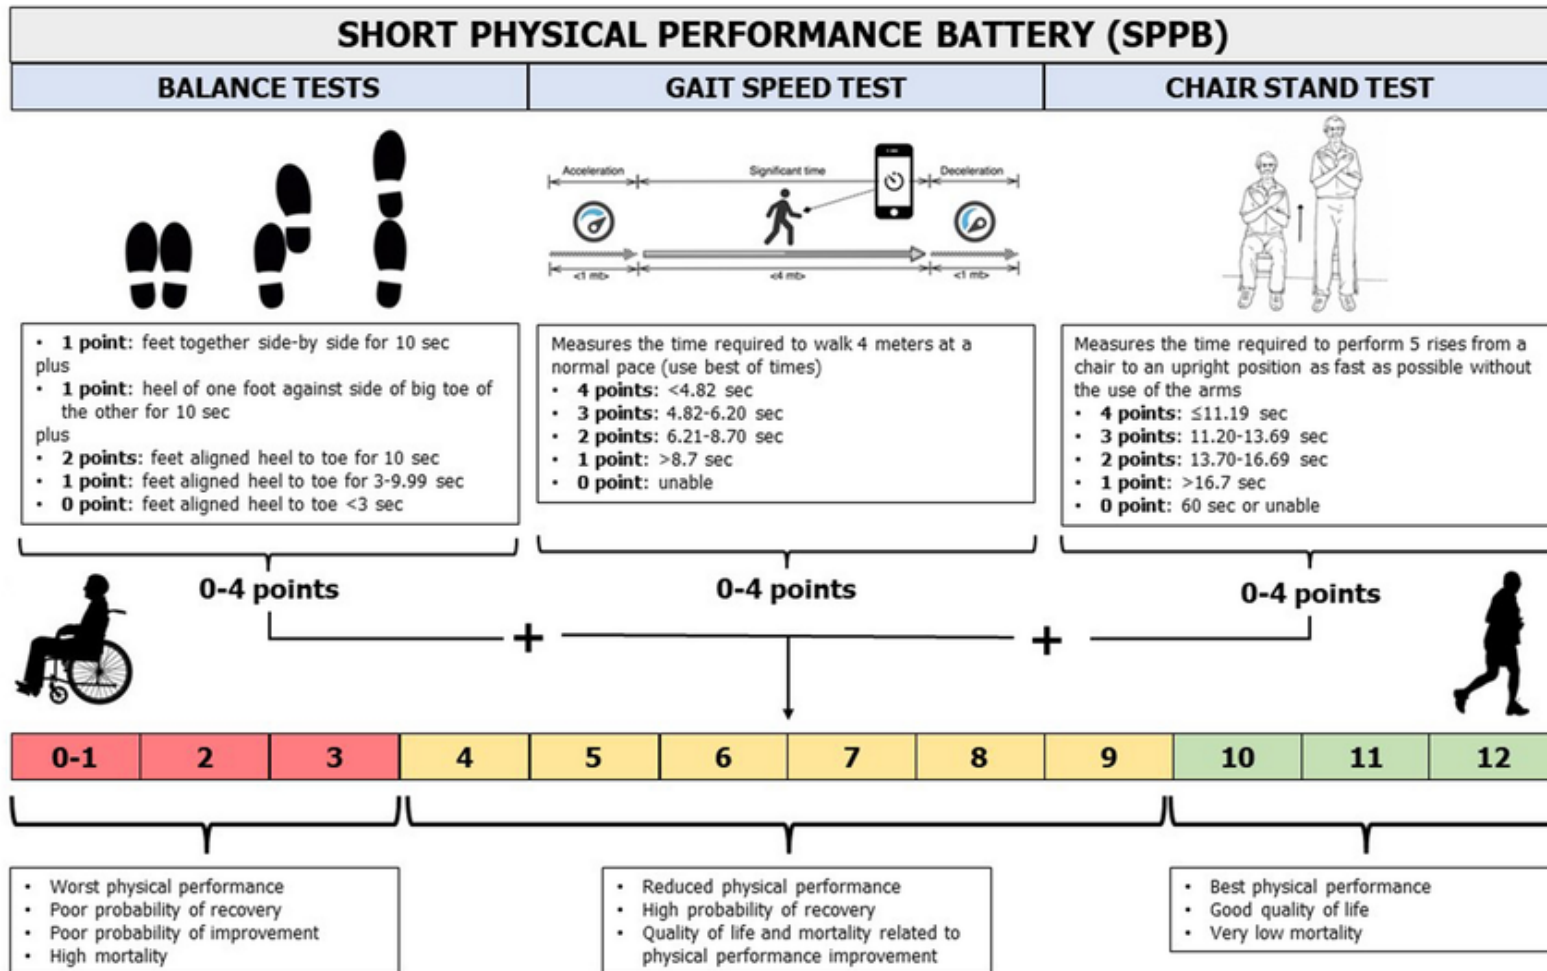 SHORT PHYSICAL PERFORMANCE BATTERY (SPPB)
BALANCE TESTS
GAIT SPEED TEST
CHAIR STAND TEST
• 1 point: feet together side-by side for 10 sec
plus
• 1 point: heel of one foot against side of big toe of
the other for 10 sec
plus
• 2 points: feet aligned heel to toe for 10 sec
• 1 point: feet aligned heel to toe for 3-9.99 sec
• 0 point: feet aligned heel to toe <3 sec
Acceleration
Significant time
Deceleration
<1 mt>
<4 mt>
<1 mt>
Measures the time required to walk 4 meters at a
normal pace (use best of times)
• 4 points: <4.82 sec
• 3 points: 4.82-6.20 sec
• 2 points: 6.21-8.70 sec
• 1 point: >8.7 sec
• 0 point: unable
Measures the time required to perform 5 rises from a
chair to an upright position as fast as possible without
the use of the arms
• 4 points: ≤11.19 sec
• 3 points: 11.20-13.69 sec
• 2 points: 13.70-16.69 sec
• 1 point: >16.7 sec
• 0 point: 60 sec or unable
0-4 points
0-4 points
0-4 points
+
+
0-1
2
3
4
5
6
7
8
9
10
11
12
• Worst physical performance
• Poor probability of recovery
• Poor probability of improvement
• High mortality
• Reduced physical performance
• High probability of recovery
• Quality of life and mortality related to
physical performance improvement
• Best physical performance
• Good quality of life
• Very low mortality